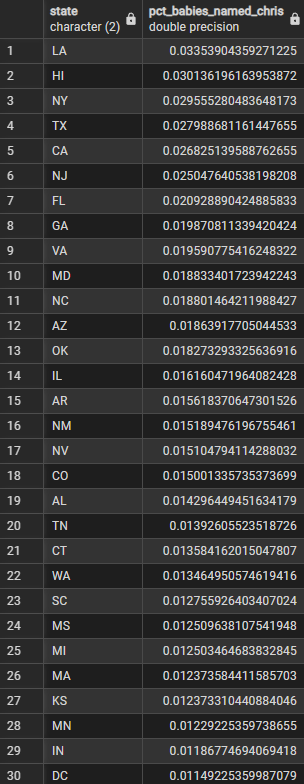 state pct_babies_named_chris
character (2) double precision
1 LA 0.03353904359271225
2 HI 0.030136196163953872
3 NY 0.029555280483648173
4 TX 0.027988681161447655
5 CA 0.026825139588762655
6 NJ 0.025047640538198208
7 FL 0.020928890424885833
8 GA 0.019870811339420424
9 VA 0.019590775416248322
10 MD 0.018833401723942243
11 NC 0.018801464211988427
12 AZ 0.01863917705044533
13 OK 0.018273293325636916
14 IL 0.016160471964082428
15 AR 0.015618370647301526
16 NM 0.015189476196755461
17 NV 0.015104794114288032
18 CO 0.015001335735373699
19 AL 0.014296449451634179
20 TN 0.01392605523518726
21 CT 0.013584162015047807
22 WA 0.013464950574619416
23 SC 0.012755926403407024
24 MS 0.012509638107541948
25 MI 0.012503464683832845
26 MA 0.012373584411585703
27 KS 0.012373310440884046
28 MN 0.01229225359738655
29 IN 0.01186774694069418
30 DC 0.01149225359987079